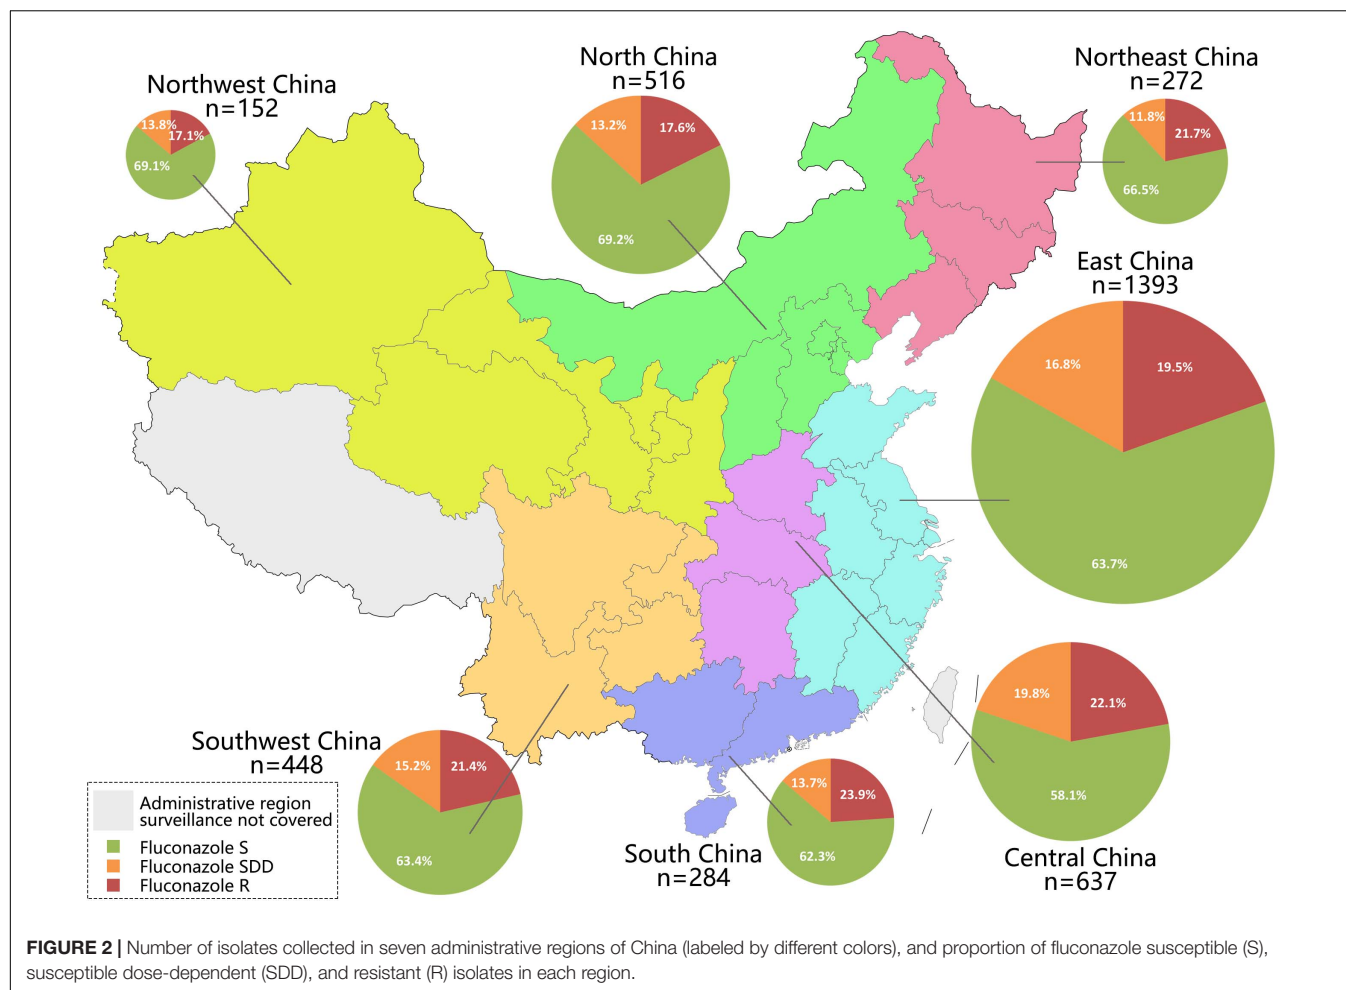 Northwest China
n=152
13.8%
17.1%
69.1%
North China
n=516
13.2%
17.6%
69.2%
Northeast China
n=272
11.8%
21.7%
66.5%
East China
n=1393
16.8%
19.5%
63.7%
19.8%
22.1%
58.1%
Central China
n=637
Southwest China
n=448
15.2%
21.4%
63.4%
13.7%
23.9%
62.3%
South China
n=284
Administrative region
surveillance not covered
Fluconazole S
Fluconazole SDD
Fluconazole R
FIGURE 2 | Number of isolates collected in seven administrative regions of China (labeled by different colors), and proportion of fluconazole susceptible (S),
susceptible dose-dependent (SDD), and resistant (R) isolates in each region.